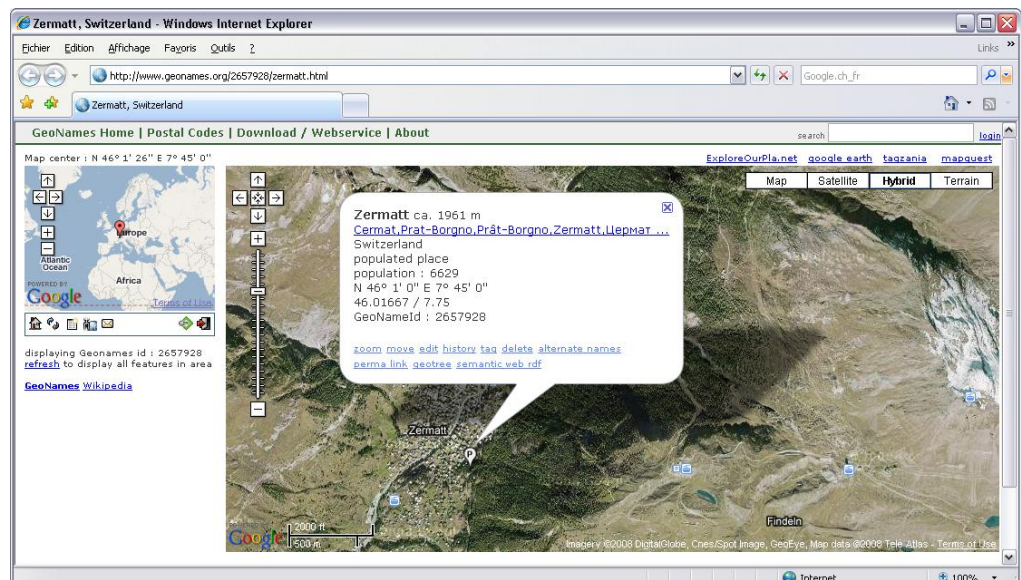 Zermatt, Switzerland - Windows Internet Explorer
Fichier Edition Affichage Favoris Outils ?
Links »
http://www.geonames.org/2657928/zermatt.html
Google.ch_fr
Zermatt, Switzerland
GeoNames Home | Postal Codes | Download / Webservice | About
search
login
Map center : N 46° 1' 26" E 7° 45' 0"
ExploreOurPla.net google earth tagzania mapquest
Map Satellite Hybrid Terrain
Europe
Atlantic
Ocean
Africa
POWERED BY
Google
Terms of Use
displaying Geonames id : 2657928
refresh to display all features in area
GeoNames Wikipedia
Zermatt ca. 1961 m
Cermat,Prat-Borgno,Prât-Borgno,Zermatt,Цермат ...
Switzerland
populated place
population : 6629
N 46° 1' 0" E 7° 45' 0"
46.01667 / 7.75
GeoNameId : 2657928
zoom move edit history tag delete alternate names
perma link geotree semantic web rdf
Zermatt
P
Findeln
2000 ft
500 m
POWERED BY
Google
Imagery ©2008 DigitalGlobe, Cnes/Spot Image, GeoEye, Map data ©2008 Tele Atlas - Terms of Use
Internet
100%